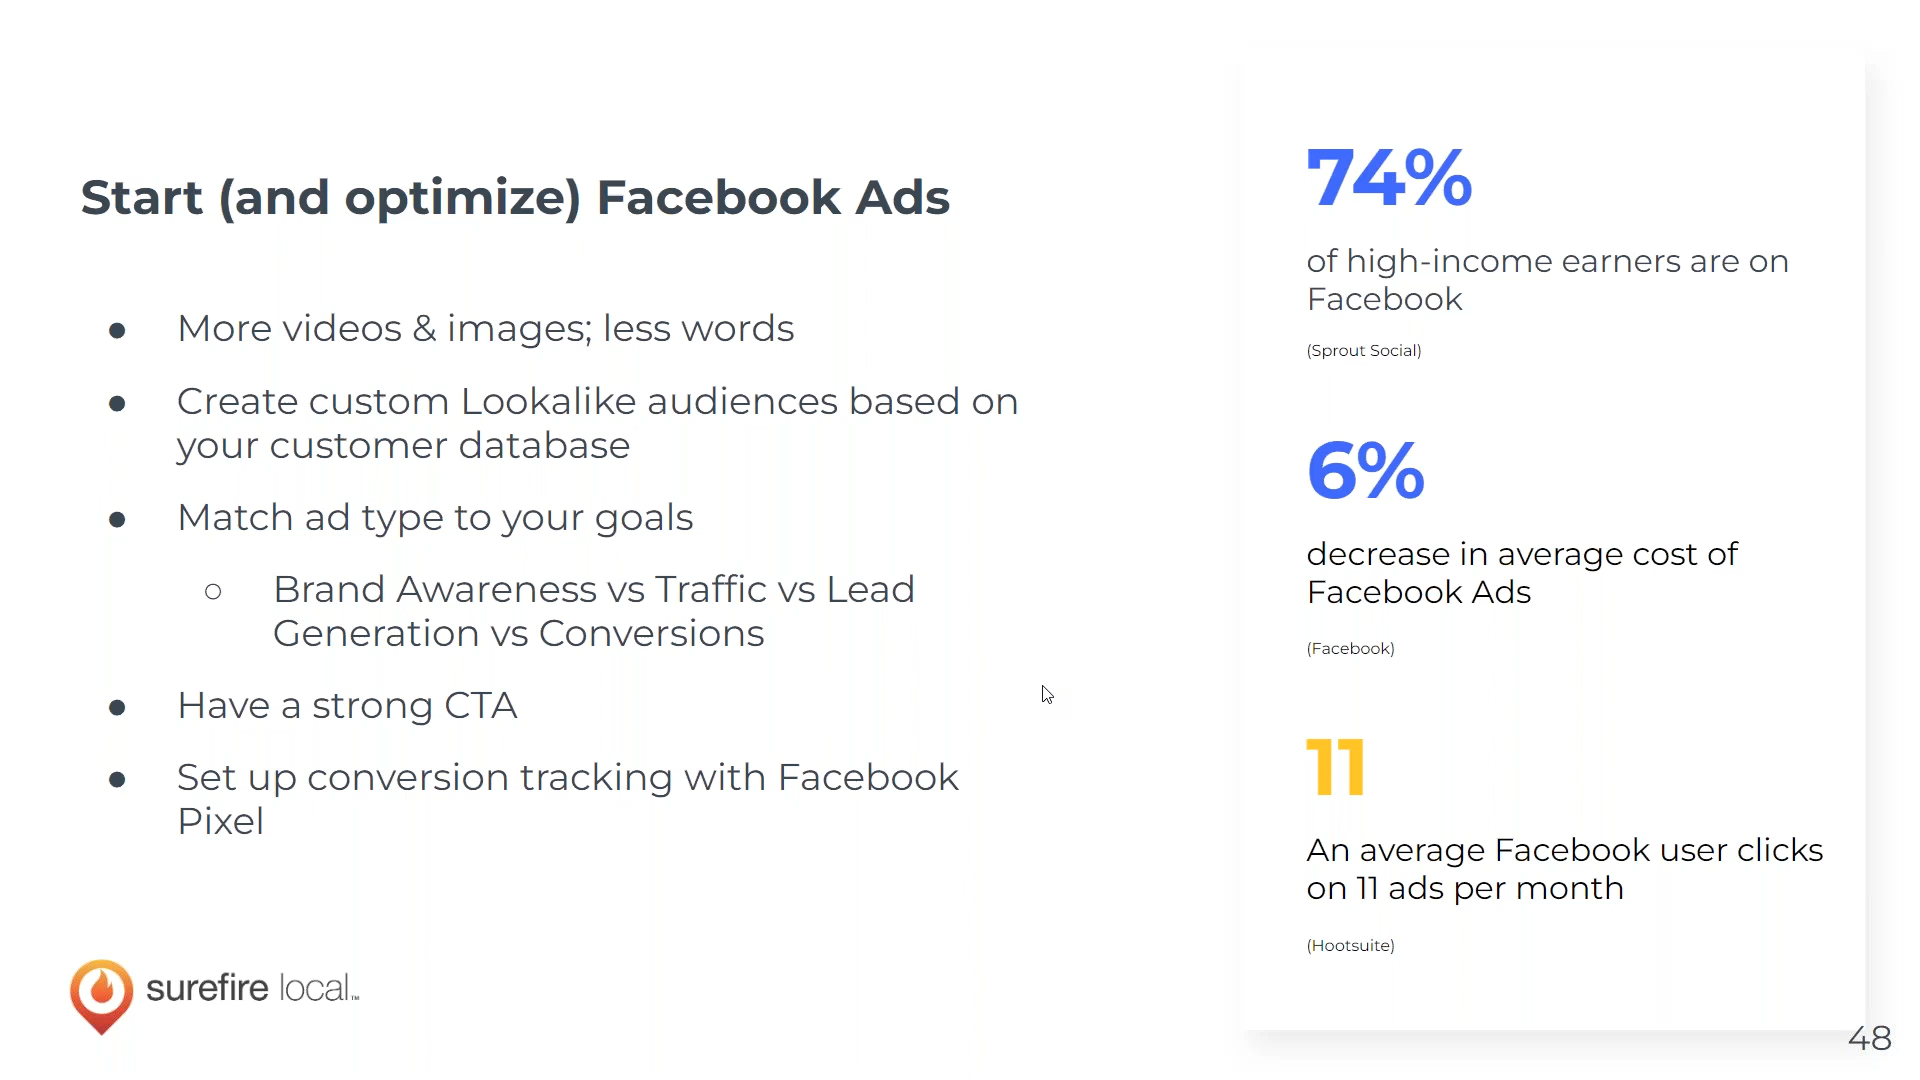 Start (and optimize) Facebook Ads
● More videos & images; less words
● Create custom Lookalike audiences based on
your customer database
● Match ad type to your goals
○ Brand Awareness vs Traffic vs Lead
Generation vs Conversions
● Have a strong CTA
● Set up conversion tracking with Facebook
Pixel
surefire local™
74%
of high-income earners are on
Facebook
(Sprout Social)
6%
decrease in average cost of
Facebook Ads
(Facebook)
11
An average Facebook user clicks
on 11 ads per month
(Hootsuite)
48